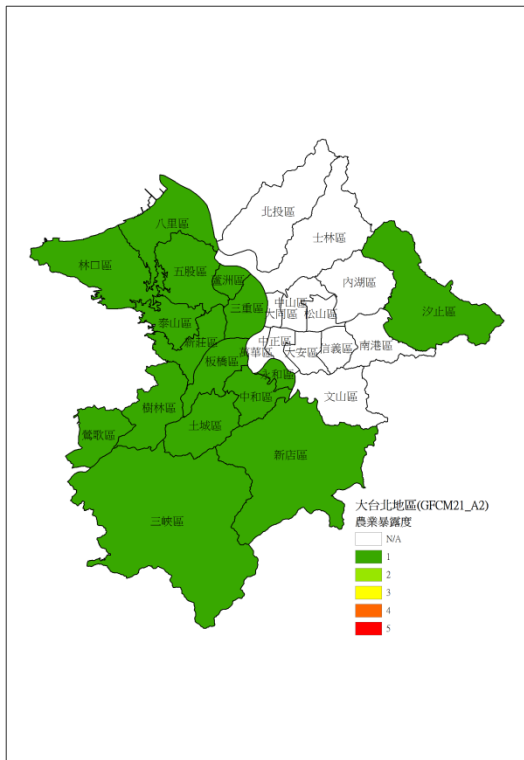 北投區
士林區
八里區
林口區
五股區
蘆洲區
內湖區
汐止區
三重區
中山區
大同區
松山區
泰山區
新莊區
中正區
萬華區
大安區
信義區
南港區
板橋區
永和區
中和區
文山區
樹林區
土城區
鶯歌區
新店區
三峽區
大台北地區(GFCM21_A2)
農業暴露度
N/A
1
2
3
4
5